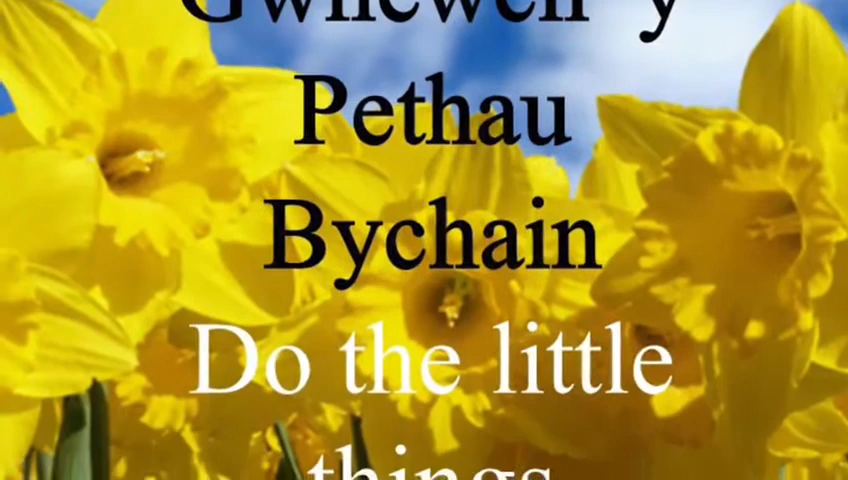 Gwnewch y
Pethau
Bychain
Do the little
things